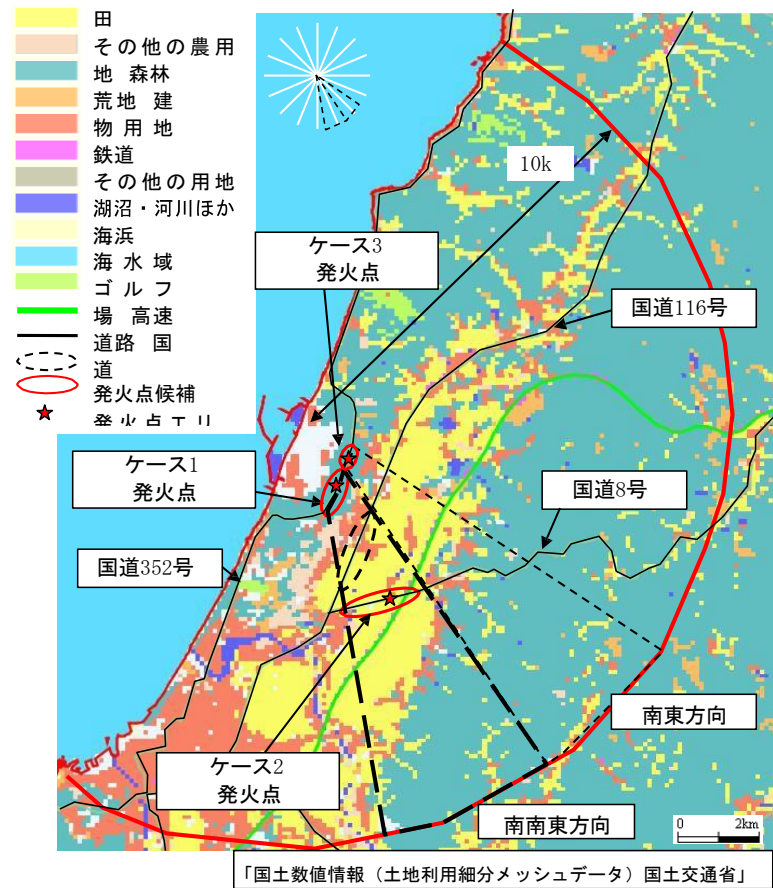 田
その他の農用
地 森林
荒地 建
物 用 地
鉄道
その他の用地
湖沼・河川ほか
海浜
海 水 域
ゴ ル フ
場 高速
道路 国
道
発火点候補
発 火 点 エ リ
10k
ケース3
発火点
国道116号
ケース1
発火点
国道8号
国道352号
南東方向
ケース2
発火点
南南東方向
0 2km
「国土数値情報（土地利用細分メッシュデータ）国土交通省」